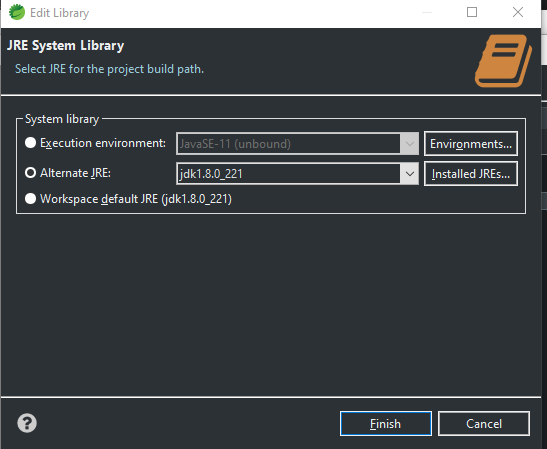 Edit Library
JRE System Library
Select JRE for the project build path.
System library
Execution environment: JavaSE-11 (unbound) Environments...
Alternate JRE: jdk1.8.0_221 Installed JREs...
Workspace default JRE (jdk1.8.0_221)
? Finish Cancel